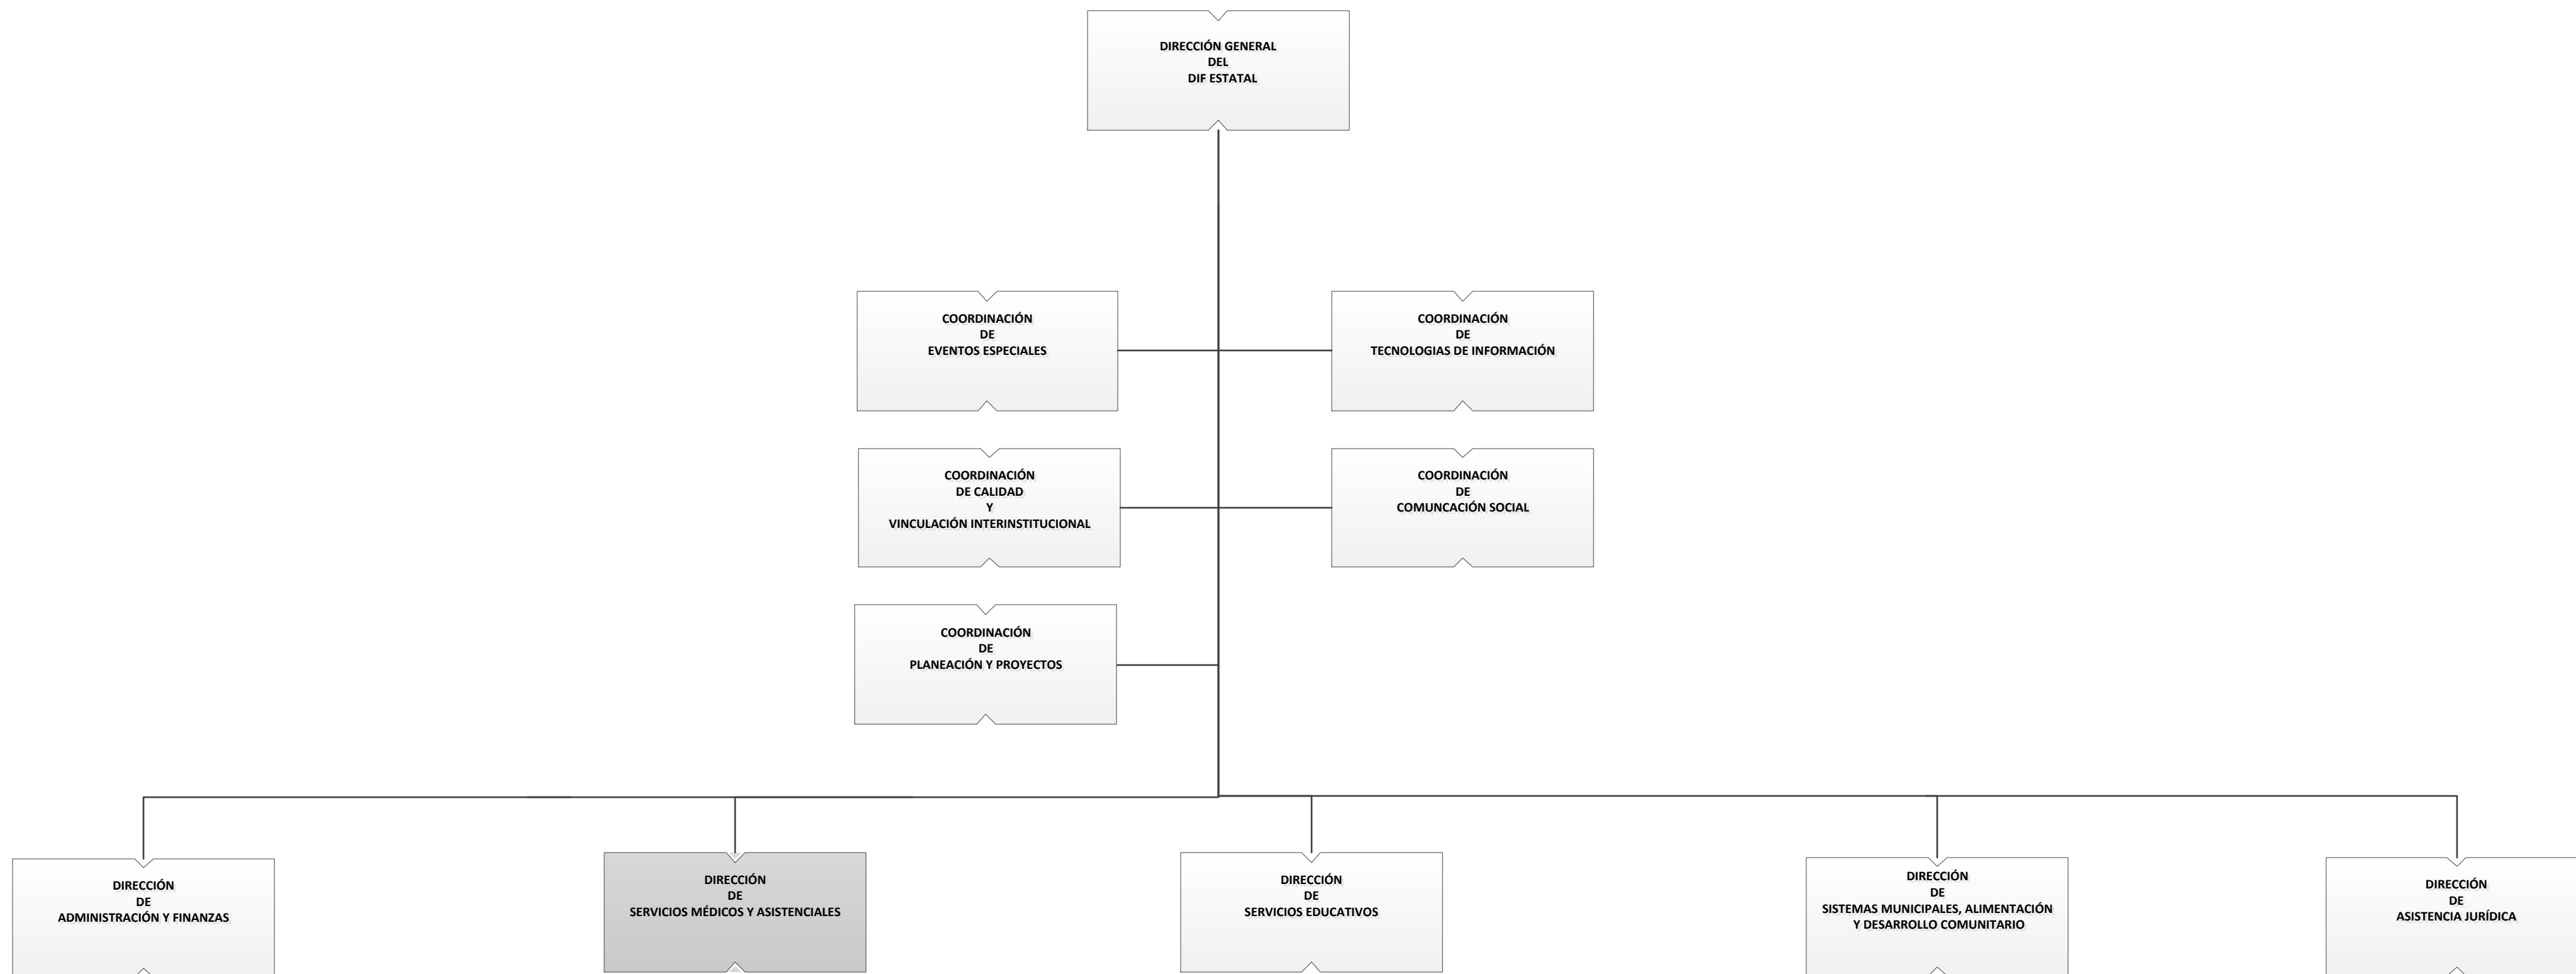 DIRECCIÓN GENERAL
DEL
DIF ESTATAL
COORDINACIÓN
DE
EVENTOS ESPECIALES
COORDINACIÓN
DE
TECNOLOGIAS DE INFORMACIÓN
COORDINACIÓN
DE CALIDAD
Y
VINCULACIÓN INTERINSTITUCIONAL
COORDINACIÓN
DE
COMUNCACIÓN SOCIAL
COORDINACIÓN
DE
PLANEACIÓN Y PROYECTOS
DIRECCIÓN
DE
ADMINISTRACIÓN Y FINANZAS
DIRECCIÓN
DE
SERVICIOS MÉDICOS Y ASISTENCIALES
DIRECCIÓN
DE
SERVICIOS EDUCATIVOS
DIRECCIÓN
DE
SISTEMAS MUNICIPALES, ALIMENTACIÓN
Y DESARROLLO COMUNITARIO
DIRECCIÓN
DE
ASISTENCIA JURÍDICA